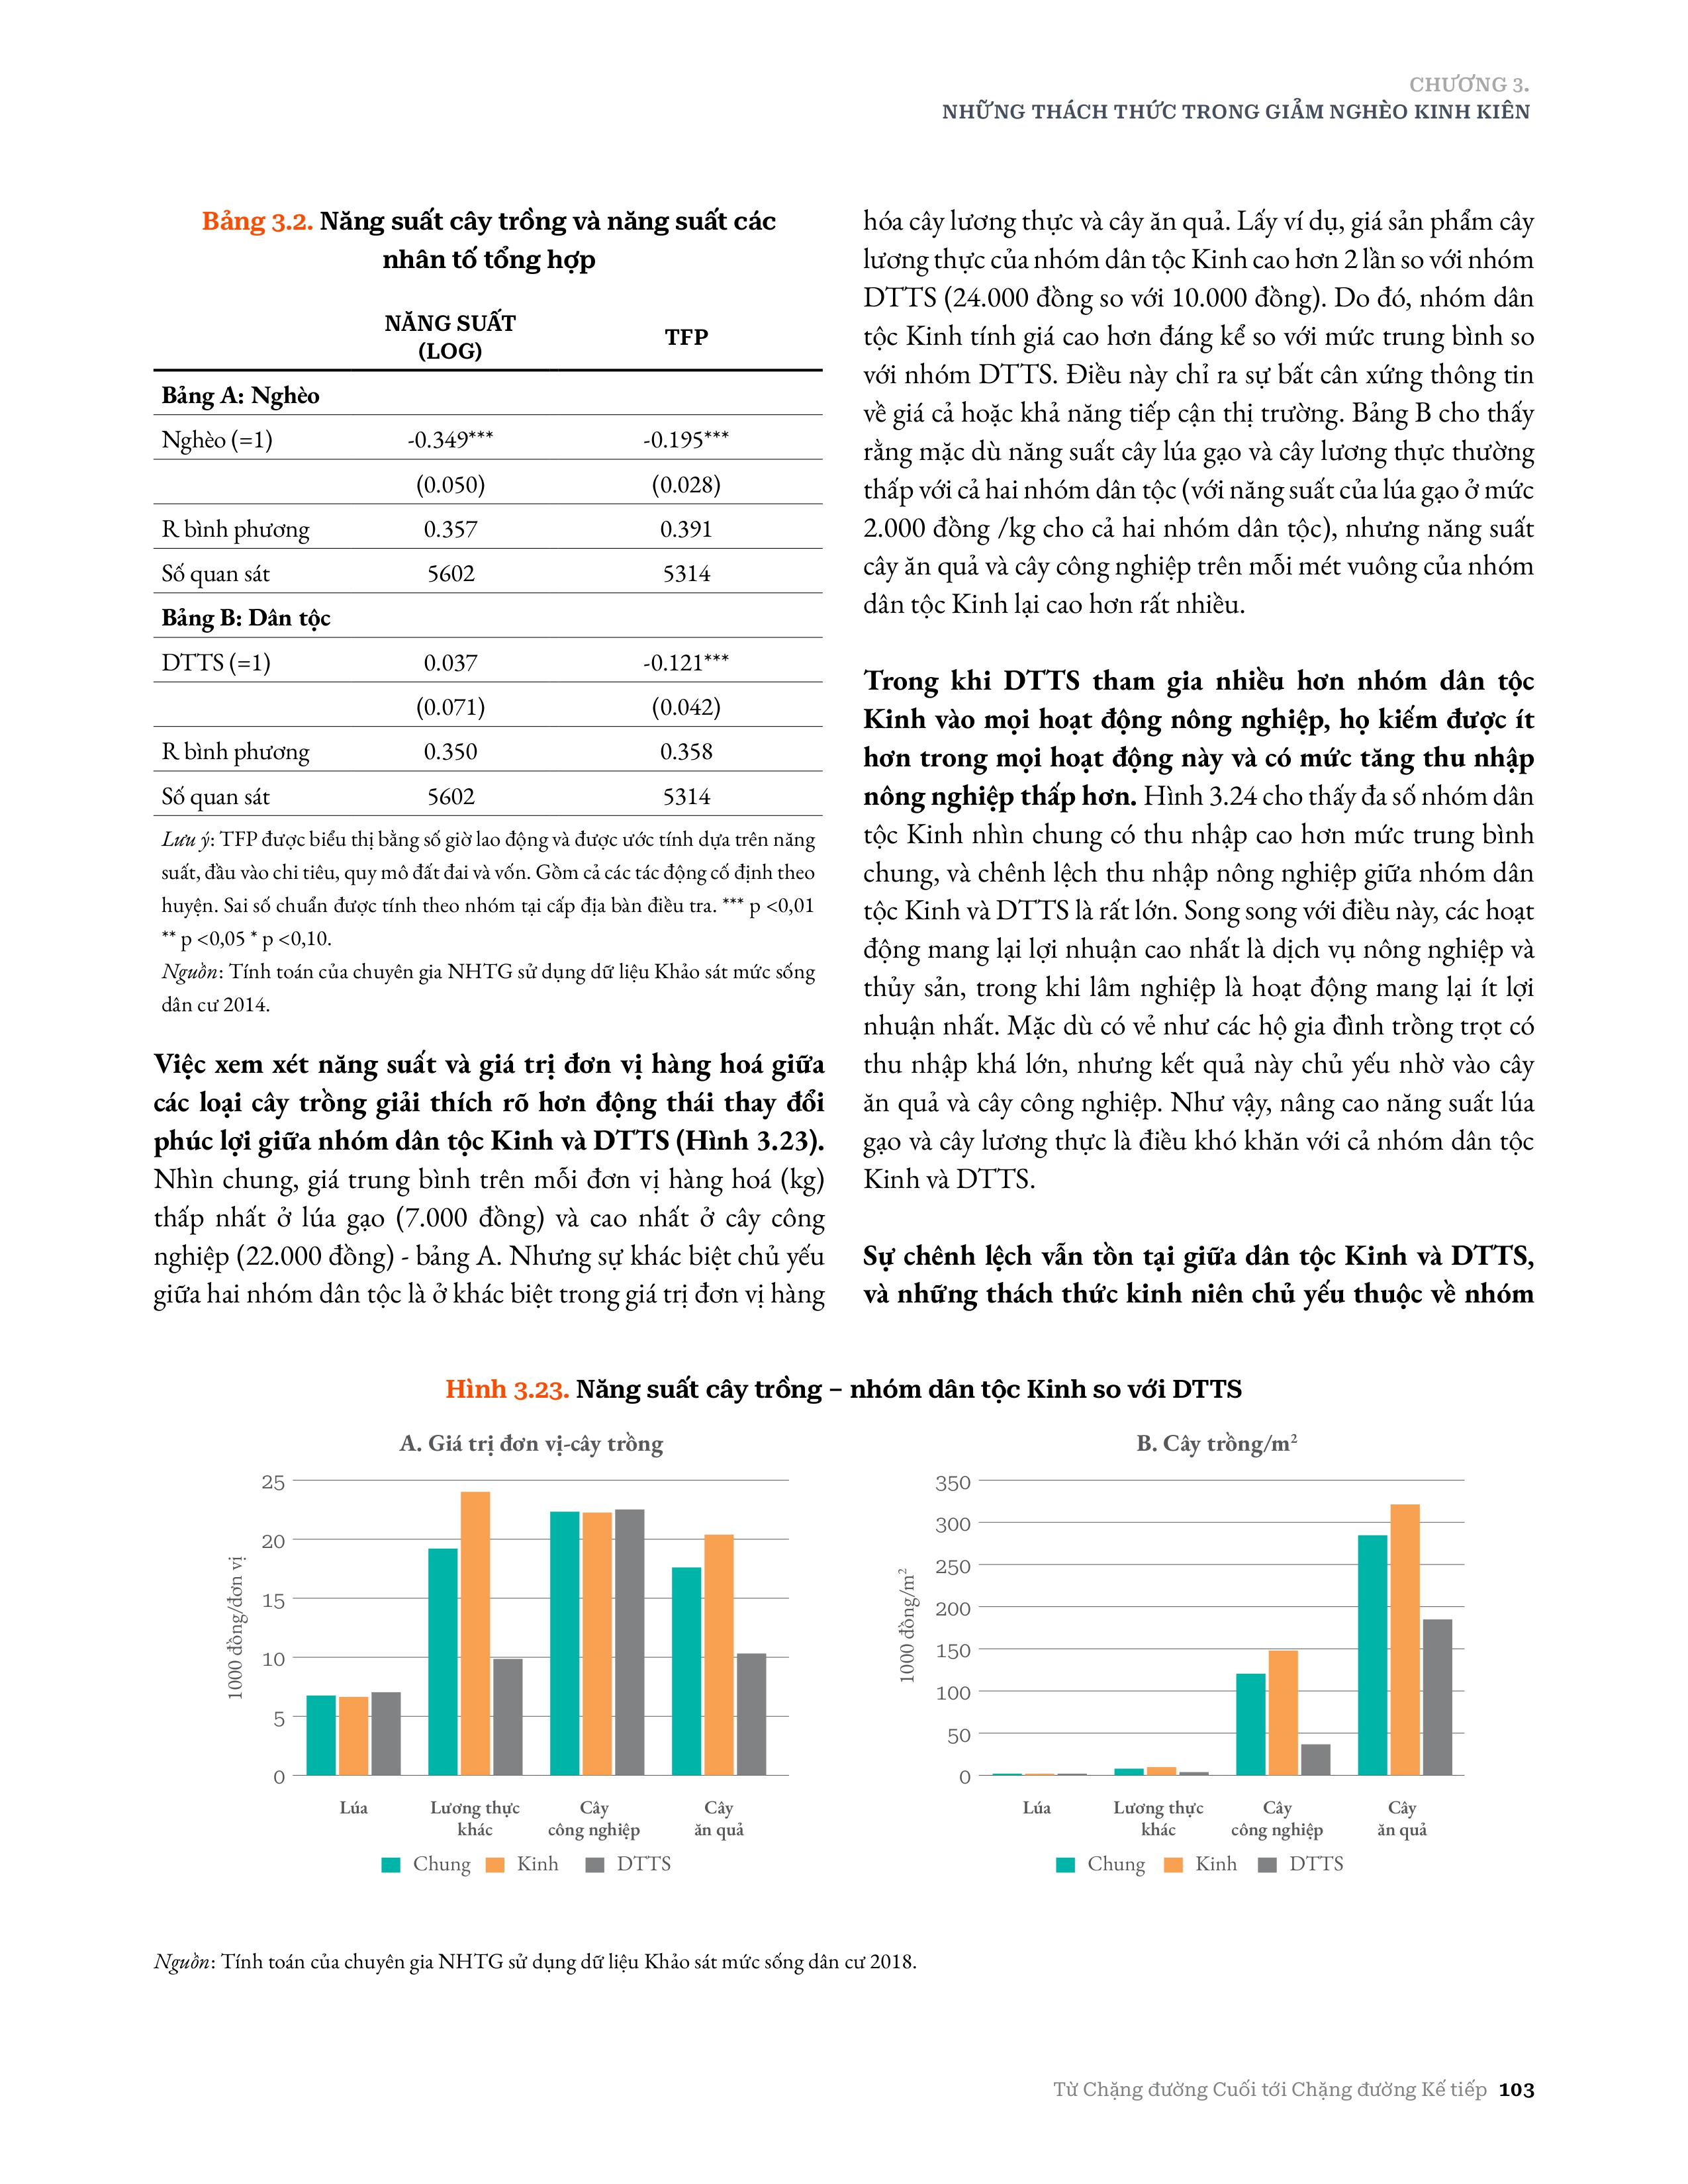 CHƯƠNG 3.
NHỮNG THÁCH THỨC TRONG GIẢM NGHÈO KINH KIÊN
Bảng 3.2. Năng suất cây trồng và năng suất các
nhân tố tổng hợp
NĂNG SUẤT
(LOG)
TFP
Bảng A: Nghèo
Nghèo (=1) -0.349*** -0.195***
(0.050) (0.028)
R bình phương 0.357 0.391
Số quan sát 5602 5314
Bảng B: Dân tộc
DTTS (=1) 0.037 -0.121***
(0.071) (0.042)
R bình phương 0.350 0.358
Số quan sát 5602 5314
Lưu ý: TFP được biểu thị bằng số giờ lao động và được ước tính dựa trên năng
suất, đầu vào chi tiêu, quy mô đất đai và vốn. Gồm cả các tác động cố định theo
huyện. Sai số chuẩn được tính theo nhóm tại cấp địa bàn điều tra. *** p <0,01
** p <0,05 * p <0,10.
Nguồn: Tính toán của chuyên gia NHTG sử dụng dữ liệu Khảo sát mức sống
dân cư 2014.
Việc xem xét năng suất và giá trị đơn vị hàng hoá giữa
các loại cây trồng giải thích rõ hơn động thái thay đổi
phúc lợi giữa nhóm dân tộc Kinh và DTTS (Hình 3.23).
Nhìn chung, giá trung bình trên mỗi đơn vị hàng hoá (kg)
thấp nhất ở lúa gạo (7.000 đồng) và cao nhất ở cây công
nghiệp (22.000 đồng) - bảng A. Nhưng sự khác biệt chủ yếu
giữa hai nhóm dân tộc là ở khác biệt trong giá trị đơn vị hàng
hóa cây lương thực và cây ăn quả. Lấy ví dụ, giá sản phẩm cây
lương thực của nhóm dân tộc Kinh cao hơn 2 lần so với nhóm
DTTS (24.000 đồng so với 10.000 đồng). Do đó, nhóm dân
tộc Kinh tính giá cao hơn đáng kể so với mức trung bình so
với nhóm DTTS. Điều này chỉ ra sự bất cân xứng thông tin
về giá cả hoặc khả năng tiếp cận thị trường. Bảng B cho thấy
rằng mặc dù năng suất cây lúa gạo và cây lương thực thường
thấp với cả hai nhóm dân tộc (với năng suất của lúa gạo ở mức
2.000 đồng /kg cho cả hai nhóm dân tộc), nhưng năng suất
cây ăn quả và cây công nghiệp trên mỗi mét vuông của nhóm
dân tộc Kinh lại cao hơn rất nhiều.
Trong khi DTTS tham gia nhiều hơn nhóm dân tộc
Kinh vào mọi hoạt động nông nghiệp, họ kiếm được ít
hơn trong mọi hoạt động này và có mức tăng thu nhập
nông nghiệp thấp hơn. Hình 3.24 cho thấy đa số nhóm dân
tộc Kinh nhìn chung có thu nhập cao hơn mức trung bình
chung, và chênh lệch thu nhập nông nghiệp giữa nhóm dân
tộc Kinh và DTTS là rất lớn. Song song với điều này, các hoạt
động mang lại lợi nhuận cao nhất là dịch vụ nông nghiệp và
thủy sản, trong khi lâm nghiệp là hoạt động mang lại ít lợi
nhuận nhất. Mặc dù có vẻ như các hộ gia đình trồng trọt có
thu nhập khá lớn, nhưng kết quả này chủ yếu nhờ vào cây
ăn quả và cây công nghiệp. Như vậy, nâng cao năng suất lúa
gạo và cây lương thực là điều khó khăn với cả nhóm dân tộc
Kinh và DTTS.
Sự chênh lệch vẫn tồn tại giữa dân tộc Kinh và DTTS,
và những thách thức kinh niên chủ yếu thuộc về nhóm
Hình 3.23. Năng suất cây trồng – nhóm dân tộc Kinh so với DTTS
A. Giá trị đơn vị-cây trồng
1000 đồng/đơn vị
25
20
15
10
5
0
Lúa
Lương thực
khác
Cây
công nghiệp
Cây
ăn quả
Chung Kinh DTTS
B. Cây trồng/m²
1000 đồng/m²
350
300
250
200
150
100
50
0
Lúa
Lương thực
khác
Cây
công nghiệp
Cây
ăn quả
Chung Kinh DTTS
Nguồn: Tính toán của chuyên gia NHTG sử dụng dữ liệu Khảo sát mức sống dân cư 2018.
Từ Chặng đường Cuối tới Chặng đường Kế tiếp 103